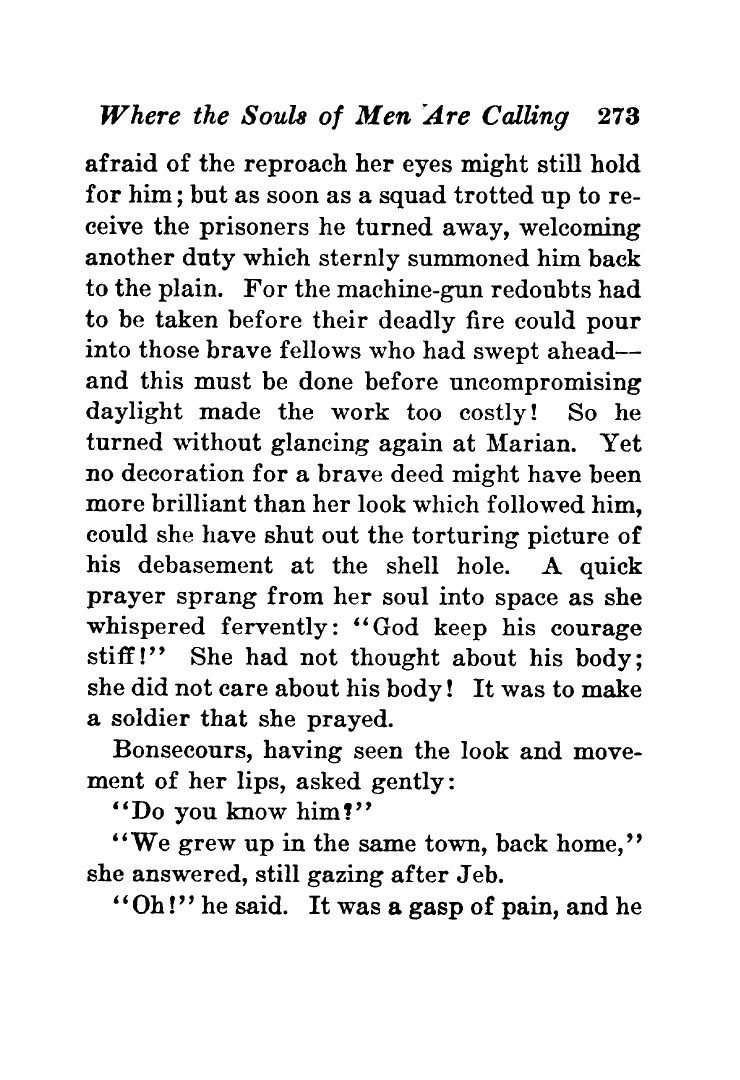 Where the Souls of Men Are Calling 273
afraid of the reproach her eyes might still hold
for him; but as soon as a squad trotted up to re-
ceive the prisoners he turned away, welcoming
another duty which sternly summoned him back
to the plain. For the machine-gun redoubts had
to be taken before their deadly fire could pour
into those brave fellows who had swept ahead—
and this must be done before uncompromising
daylight made the work too costly! So he
turned without glancing again at Marian. Yet
no decoration for a brave deed might have been
more brilliant than her look which followed him,
could she have shut out the torturing picture of
his debasement at the shell hole. A quick
prayer sprang from her soul into space as she
whispered fervently: “God keep his courage
stiff!” She had not thought about his body;
she did not care about his body! It was to make
a soldier that she prayed.
Bonsecours, having seen the look and move-
ment of her lips, asked gently:
“Do you know him?”
“We grew up in the same town, back home,”
she answered, still gazing after Jeb.
“Oh!” he said. It was a gasp of pain, and he